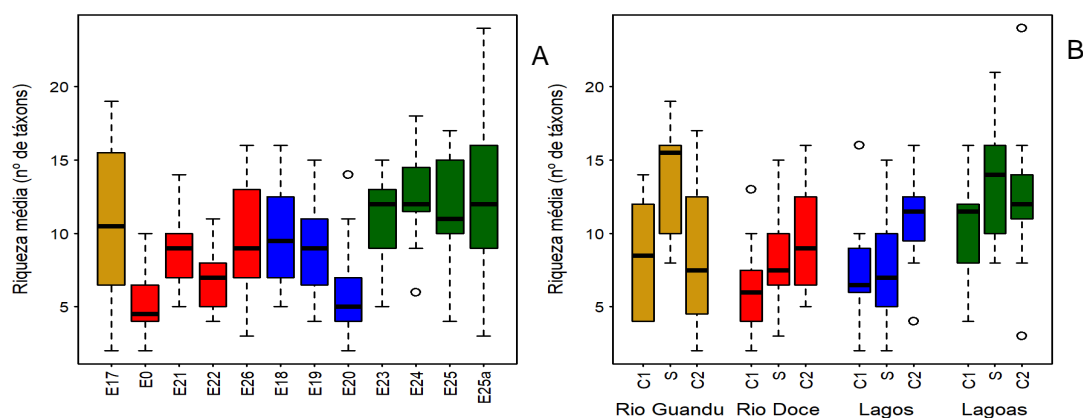 A
Riqueza média (nº de táxons)
20
15
10
5
E17 E0 E21 E22 E26 E18 E19 E20 E23 E24 E25 E25a
B
Riqueza média (nº de táxons)
20
15
10
5
C1 S C2 C1 S C2 C1 S C2 C1 S C2
Rio Guandu Rio Doce Lagos Lagoas